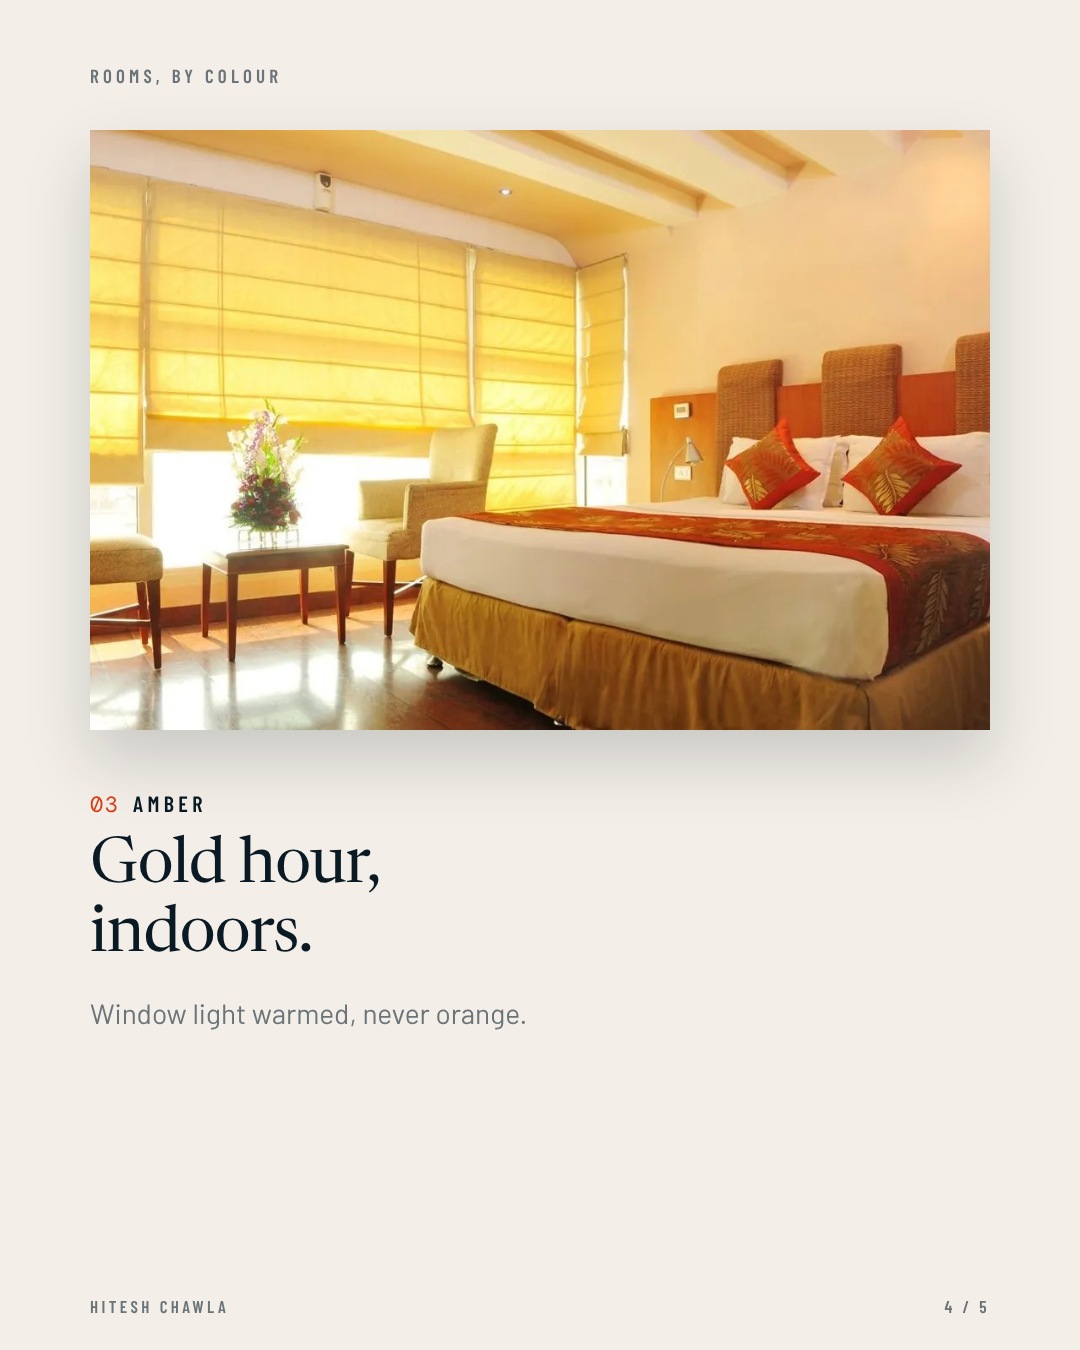 ROOMS, BY COLOUR
03 AMBER
Gold hour,
indoors.
Window light warmed, never orange.
HITESH CHAWLA
4 / 5